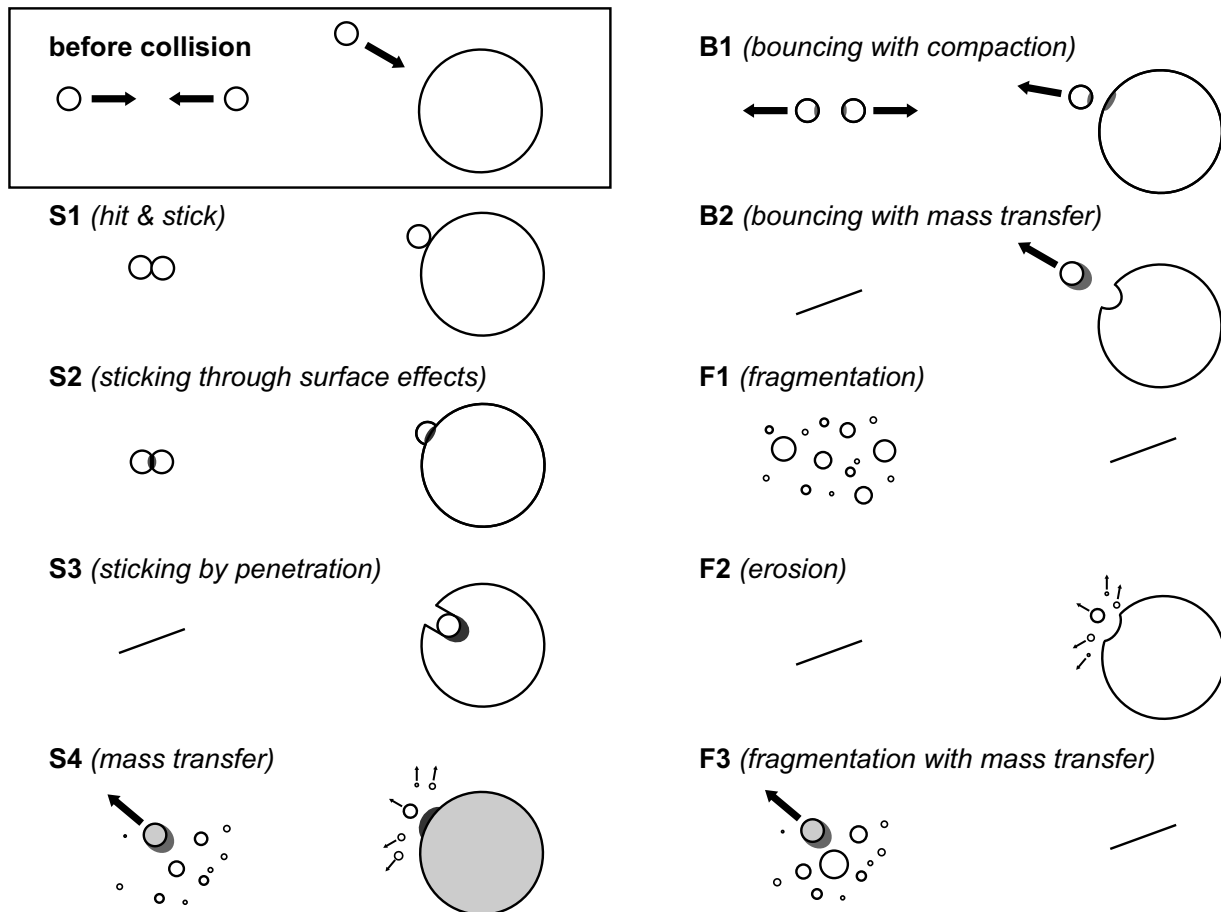 before collision
S1 (hit & stick)
S2 (sticking through surface effects)
S3 (sticking by penetration)
S4 (mass transfer)
B1 (bouncing with compaction)
B2 (bouncing with mass transfer)
F1 (fragmentation)
F2 (erosion)
F3 (fragmentation with mass transfer)